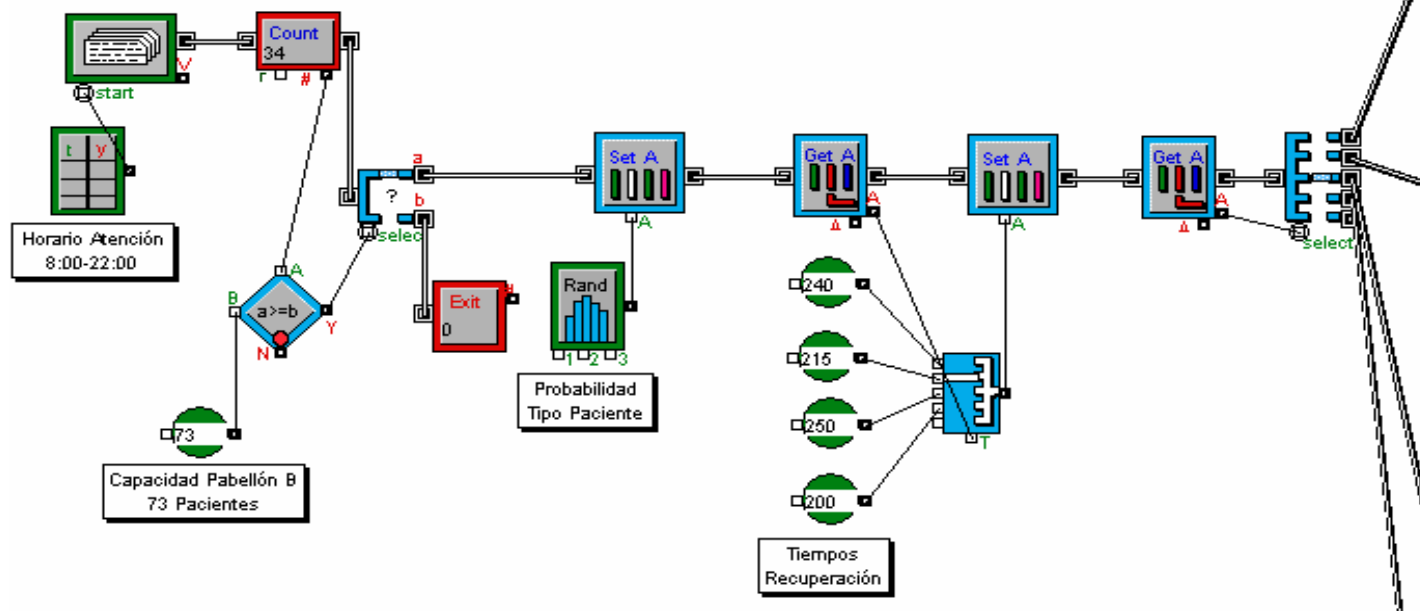 Count
34
r
#
V
start
t
y
Horario Atención
8:00-22:00
a
?
b
select
A
B
a>=b
Y
N
Exit
0
#
73
Capacidad Pabellón B
73 Pacientes
Set A
A
Rand
1
2
3
Probabilidad
Tipo Paciente
Get A
A
Δ
240
215
250
200
T
Tiempos
Recuperación
Set A
A
Get A
A
Δ
select